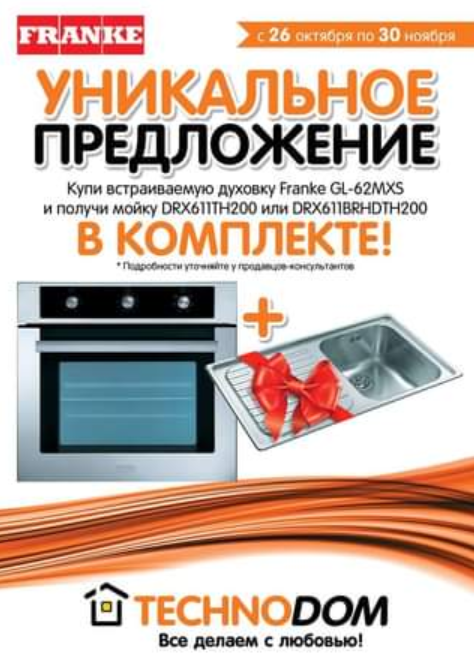 FRANKE
с 26 октября по 30 ноября
УНИКАЛЬНОЕ
ПРЕДЛОЖЕНИЕ
Купи встраиваемую духовку Franke GL-62MXS
и получи мойку DRX611TH200 или DRX611BRHDTH200
В КОМПЛЕКТЕ!
* Подробности уточняйте у продавцов-консультантов
+
TECHNODOM
Все делаем с любовью!